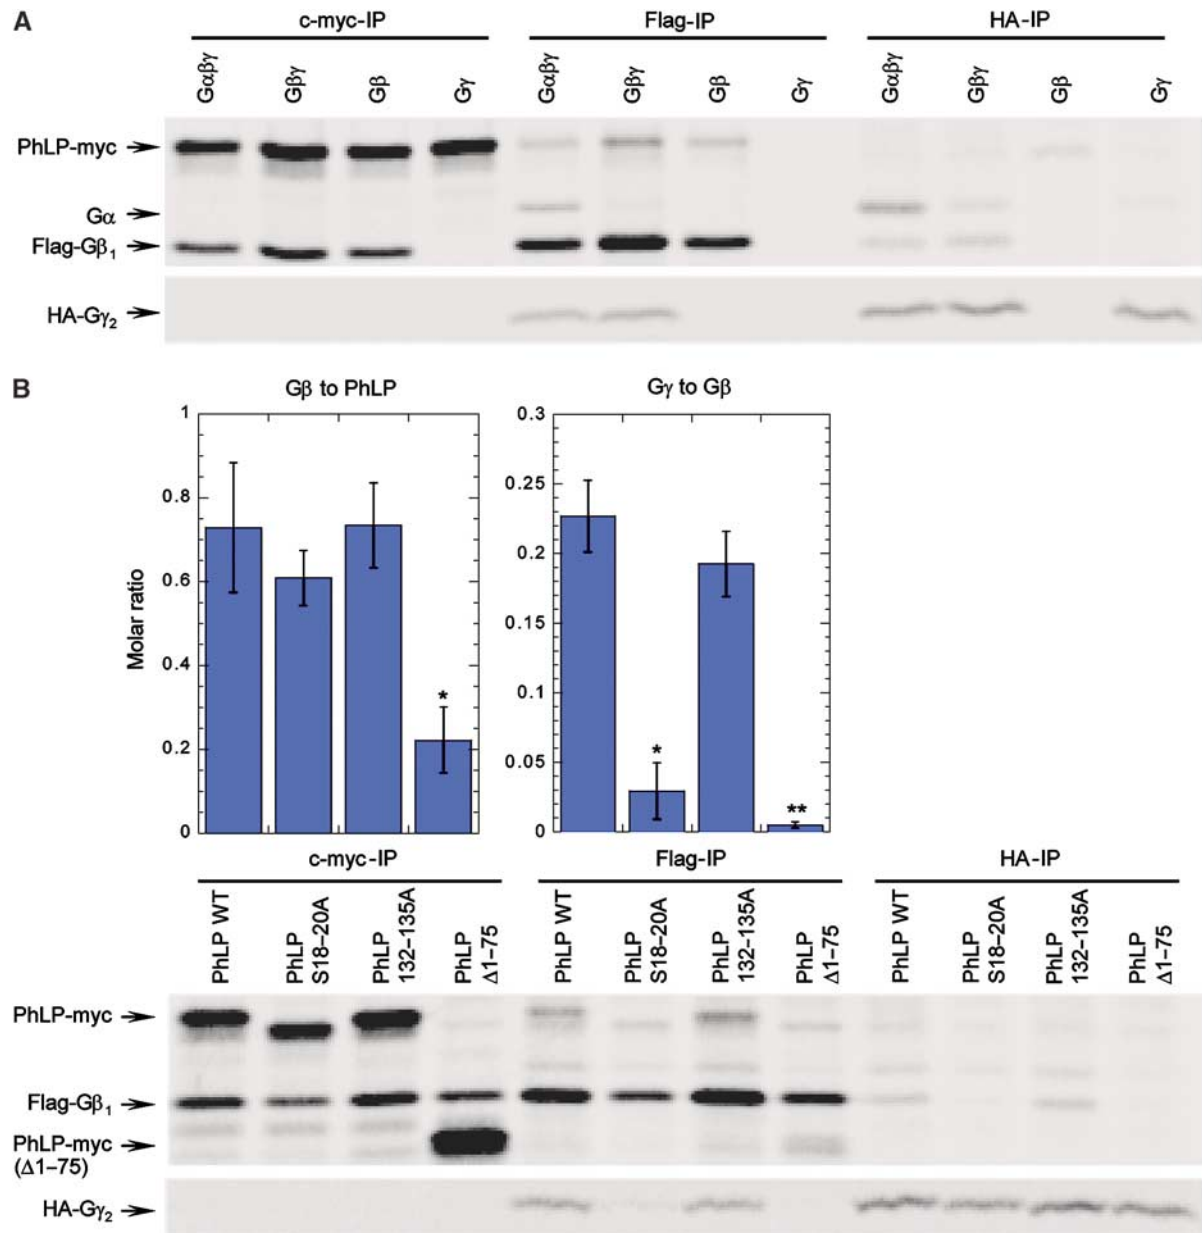 A
c-myc-IP Flag-IP HA-IP
Gαβγ Gβγ Gβ Gγ Gαβγ Gβγ Gβ Gγ Gαβγ Gβγ Gβ Gγ
PhLP-myc
Gα
Flag-Gβ₁
HA-Gγ₂
B
Gβ to PhLP Gγ to Gβ
Molar ratio
1 0.3
0.25
0.8
0.2
0.6
0.15
0.4
0.1
0.2 * 0.05 * **
0 0
c-myc-IP Flag-IP HA-IP
PhLP WT PhLP S18–20A PhLP 132–135A PhLP Δ1–75 PhLP WT PhLP S18–20A PhLP 132–135A PhLP Δ1–75 PhLP WT PhLP S18–20A PhLP 132–135A PhLP Δ1–75
PhLP-myc
Flag-Gβ₁
PhLP-myc
(Δ1–75)
HA-Gγ₂